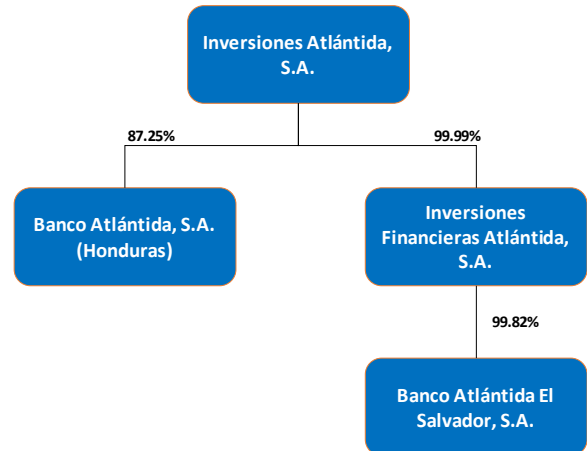 Inversiones Atlántida,
S.A.
87.25%
99.99%
Banco Atlántida, S.A.
(Honduras)
Inversiones
Financieras Atlántida,
S.A.
99.82%
Banco Atlántida El
Salvador, S.A.